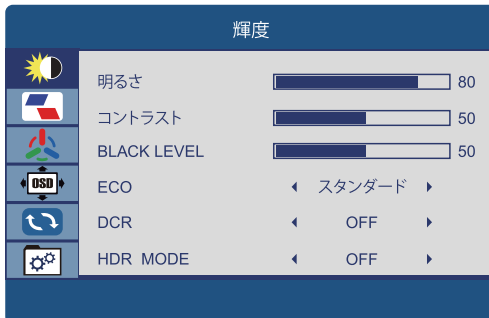 輝度
明るさ 80
コントラスト 50
BLACK LEVEL 50
ECO スタンダード
DCR OFF
HDR MODE OFF
OSD